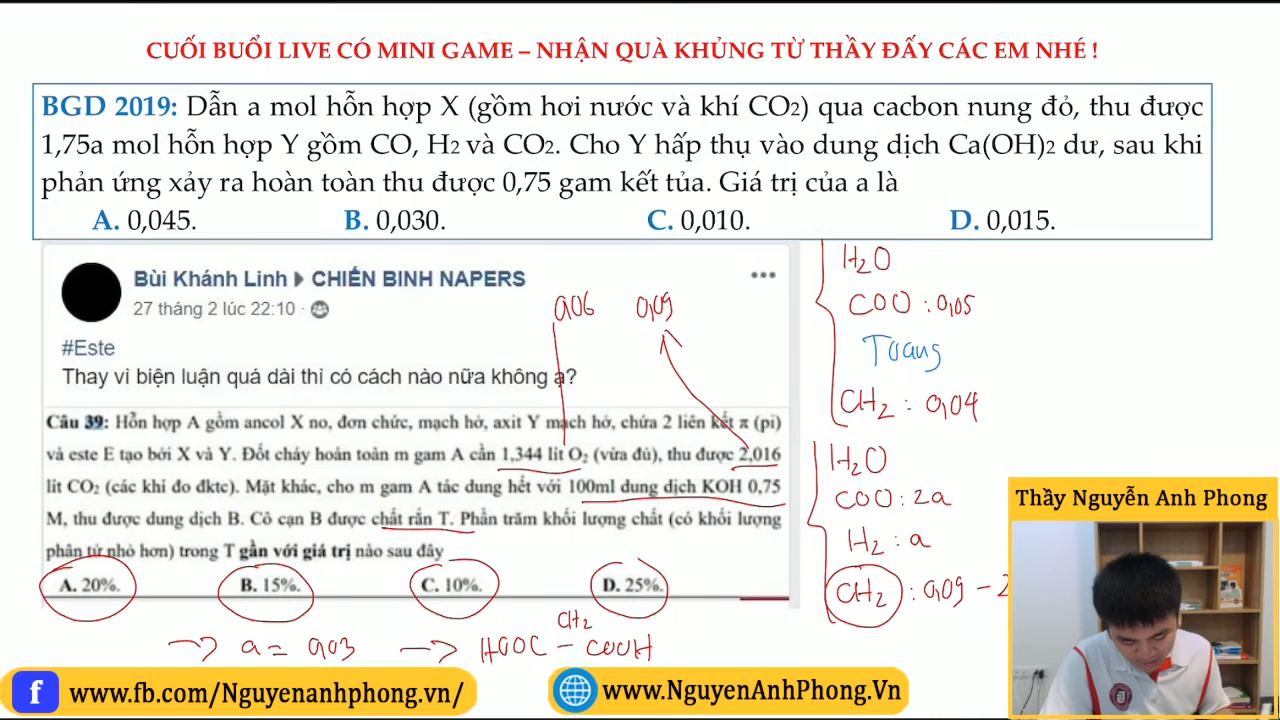 CUỐI BUỔI LIVE CÓ MINI GAME – NHẬN QUÀ KHỦNG TỪ THẦY ĐẤY CÁC EM NHÉ !
BGD 2019: Dẫn a mol hỗn hợp X (gồm hơi nước và khí CO2) qua cacbon nung đỏ, thu được
1,75a mol hỗn hợp Y gồm CO, H2 và CO2. Cho Y hấp thụ vào dung dịch Ca(OH)2 dư, sau khi
phản ứng xảy ra hoàn toàn thu được 0,75 gam kết tủa. Giá trị của a là
A. 0,045. B. 0,030. C. 0,010. D. 0,015.
Bùi Khánh Linh ▸ CHIẾN BINH NAPERS
27 tháng 2 lúc 22:10 ·
#Este
Thay vì biện luận quá dài thì có cách nào nữa không ạ?
0,06 0,09
Câu 39: Hỗn hợp A gồm ancol X no, đơn chức, mạch hở, axit Y mạch hở, chứa 2 liên kết π (pi)
và este E tạo bởi X và Y. Đốt cháy hoàn toàn m gam A cần 1,344 lít O2 (vừa đủ), thu được 2,016
lít CO2 (các khí đo đktc). Mặt khác, cho m gam A tác dụng hết với 100ml dung dịch KOH 0,75
M, thu được dung dịch B. Cô cạn B được chất rắn T. Phần trăm khối lượng chất (có khối lượng
phân tử nhỏ hơn) trong T gần với giá trị nào sau đây
A. 20%. B. 15%. C. 10%. D. 25%.
H2O
COO : 0,05
Toang
CH2 : 0,04
H2O
COO : 2a
H2 : a
CH2 : 0,09 – 2
CH2
→ a = 0,03 → HOOC – COOH
Thầy Nguyễn Anh Phong
f www.fb.com/Nguyenanhphong.vn/
www.NguyenAnhPhong.Vn